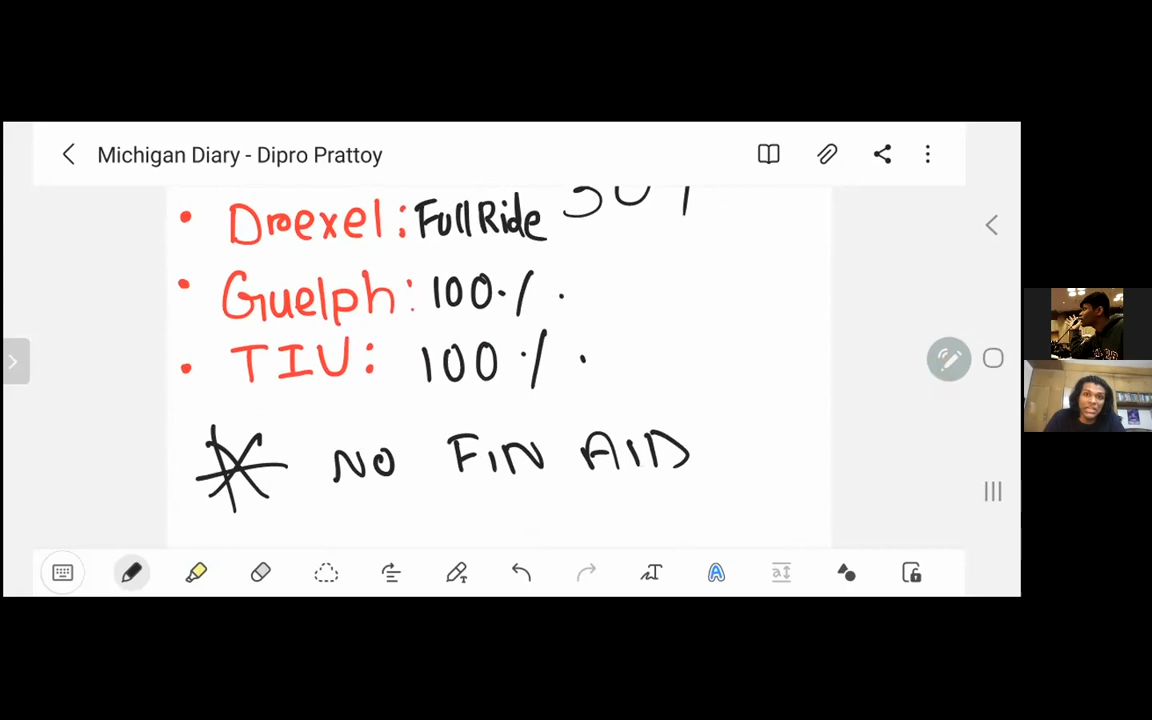 Michigan Diary - Dipro Prattoy
• Drexel: Full Ride
• Guelph: 100%.
• TIU: 100%.
* NO FIN AID